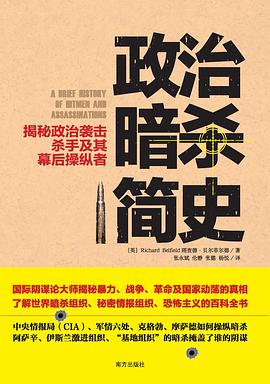 政治
A BRIEF HISTORY
OF HITMEN AND
ASSASSINATIONS
暗杀
揭秘政治袭击
杀手及其
幕后操纵者
简史
[英] Richard Belfield 理查德·贝尔菲尔德/著
张永斌 伦静 张懿 杨悦/译
国际阴谋论大师揭秘暴力、战争、革命及国家动荡的真相
了解世界暗杀组织、秘密情报组织、恐怖主义的百科全书
中央情报局（CIA）、军情六处、克格勃、摩萨德如何操纵暗杀
阿萨辛、伊斯兰激进组织、“基地组织”的暗杀掩盖了谁的阴谋
南方出版社